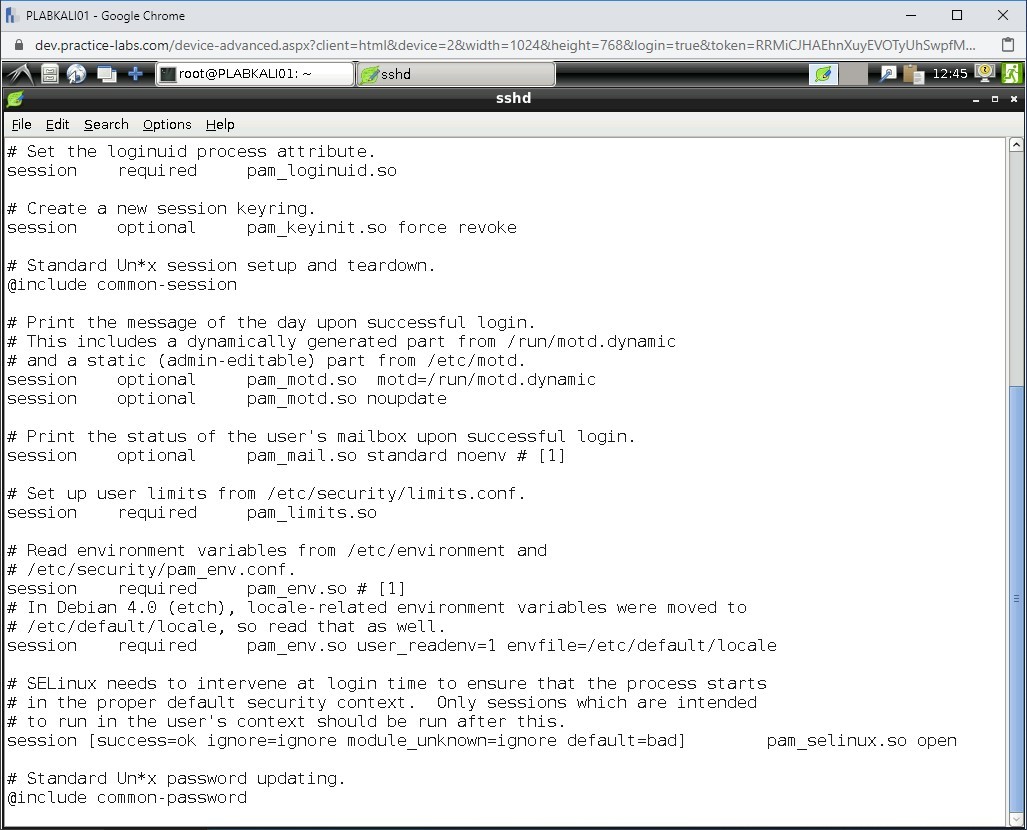 PLABKALI01 - Google Chrome
dev.practice-labs.com/device-advanced.aspx?client=html&device=2&width=1024&height=768&login=true&token=RRMiCJHAEhnXuyEVOTyUhSwpfM...
root@PLABKALI01: ~
sshd
12:45
sshd
File Edit Search Options Help
# Set the loginuid process attribute.
session    required     pam_loginuid.so
# Create a new session keyring.
session    optional     pam_keyinit.so force revoke
# Standard Un*x session setup and teardown.
@include common-session
# Print the message of the day upon successful login.
# This includes a dynamically generated part from /run/motd.dynamic
# and a static (admin-editable) part from /etc/motd.
session    optional     pam_motd.so  motd=/run/motd.dynamic
session    optional     pam_motd.so noupdate
# Print the status of the user's mailbox upon successful login.
session    optional     pam_mail.so standard noenv # [1]
# Set up user limits from /etc/security/limits.conf.
session    required     pam_limits.so
# Read environment variables from /etc/environment and
# /etc/security/pam_env.conf.
session    required     pam_env.so # [1]
# In Debian 4.0 (etch), locale-related environment variables were moved to
# /etc/default/locale, so read that as well.
session    required     pam_env.so user_readenv=1 envfile=/etc/default/locale
# SELinux needs to intervene at login time to ensure that the process starts
# in the proper default security context.  Only sessions which are intended
# to run in the user's context should be run after this.
session [success=ok ignore=ignore module_unknown=ignore default=bad]        pam_selinux.so open
# Standard Un*x password updating.
@include common-password